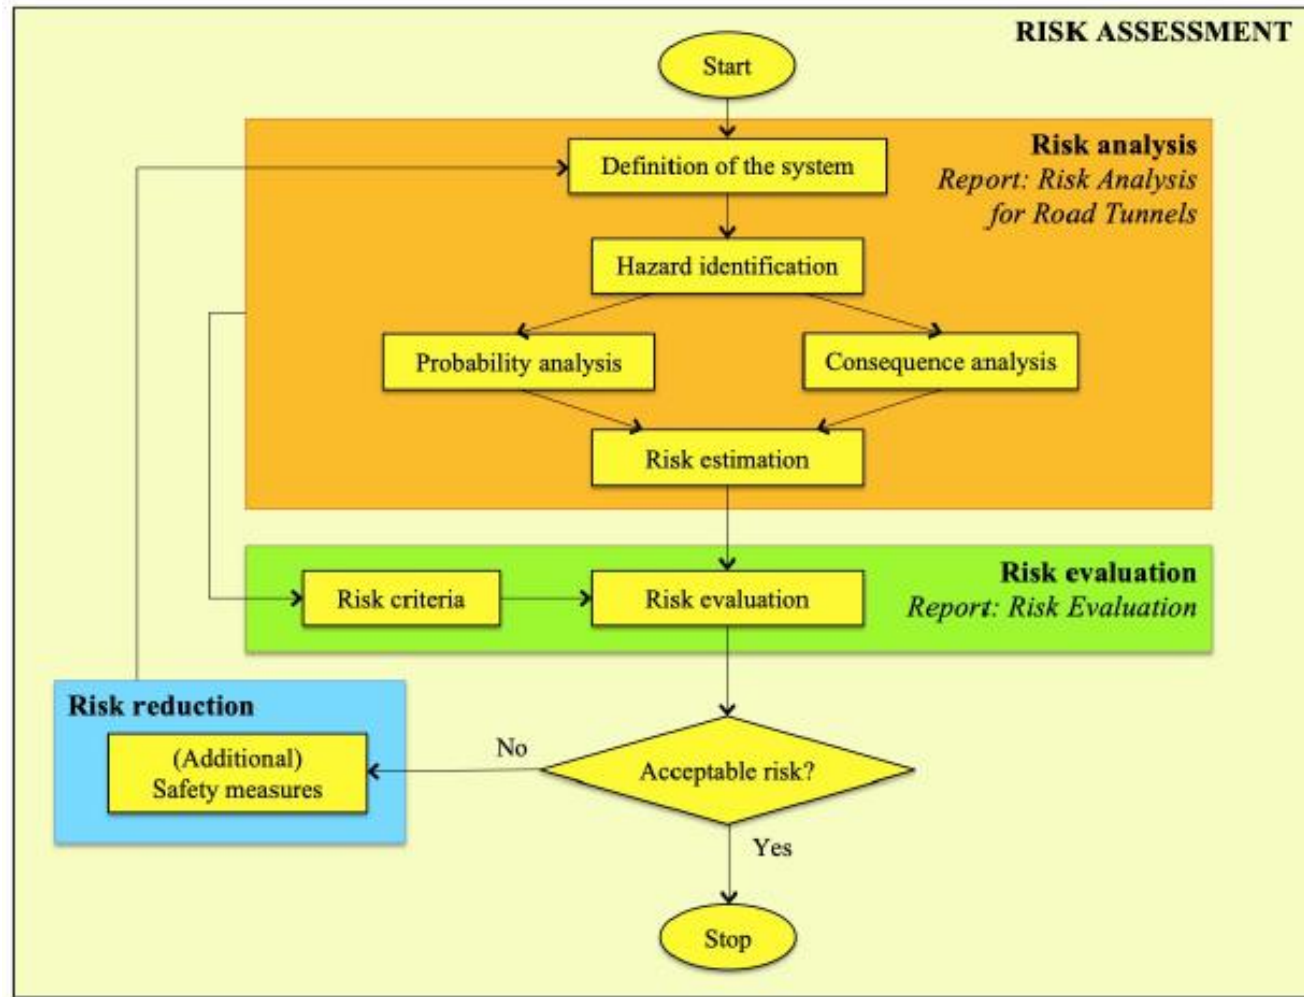 RISK ASSESSMENT
Start
Risk analysis
Report: Risk Analysis
for Road Tunnels
Definition of the system
Hazard identification
Probability analysis
Consequence analysis
Risk estimation
Risk evaluation
Report: Risk Evaluation
Risk criteria
Risk evaluation
Risk reduction
(Additional)
Safety measures
No
Acceptable risk?
Yes
Stop